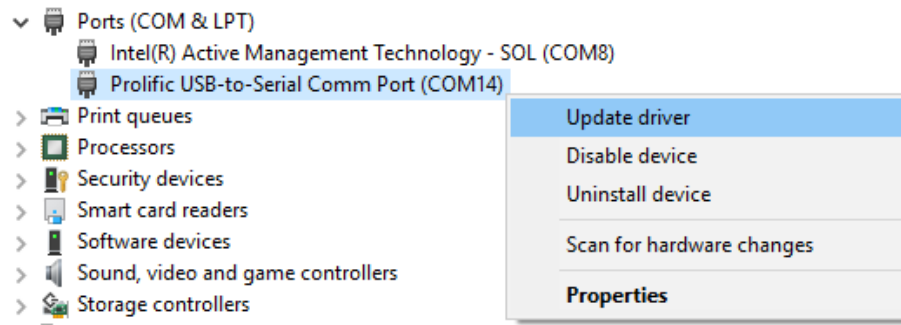 Ports (COM & LPT)
Intel(R) Active Management Technology - SOL (COM8)
Prolific USB-to-Serial Comm Port (COM14)
Print queues
Processors
Security devices
Smart card readers
Software devices
Sound, video and game controllers
Storage controllers
Update driver
Disable device
Uninstall device
Scan for hardware changes
Properties